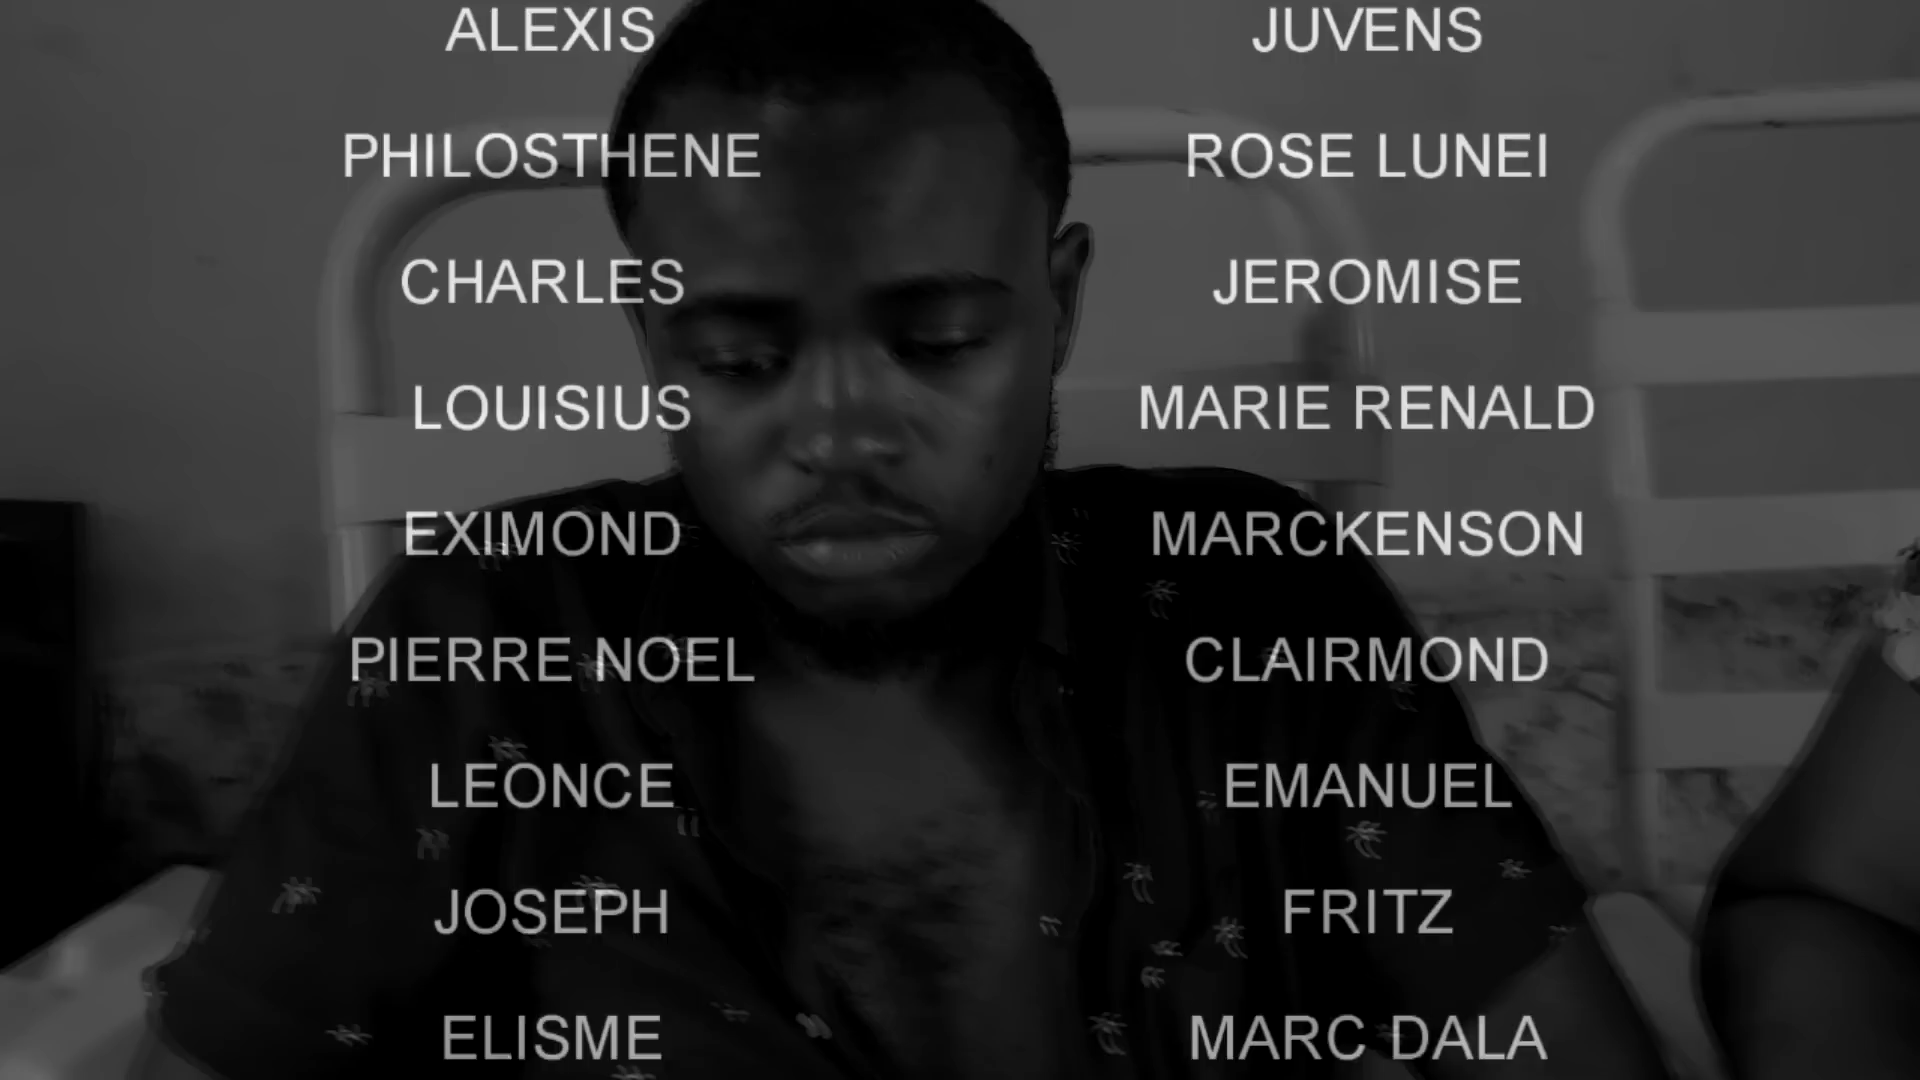 ALEXIS JUVENS
PHILOSTHENE ROSE LUNEI
CHARLES JEROMISE
LOUISIUS MARIE RENALD
EXIMOND MARCKENSON
PIERRE NOEL CLAIRMOND
LEONCE EMANUEL
JOSEPH FRITZ
ELISME MARC DALA